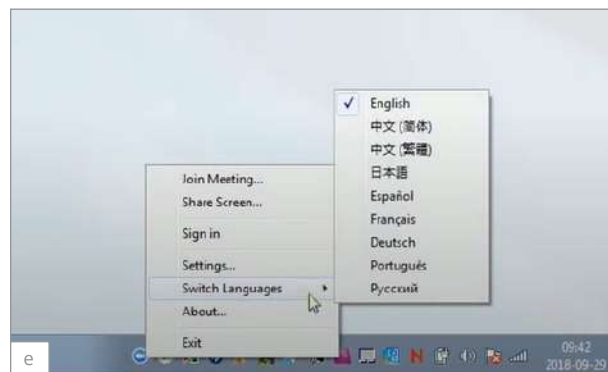 Join Meeting...
Share Screen...
Sign in
Settings...
Switch Languages
About...
Exit
English
中文 (简体)
中文 (繁體)
日本語
Español
Français
Deutsch
Português
Русский
09:42
2018-09-29
e